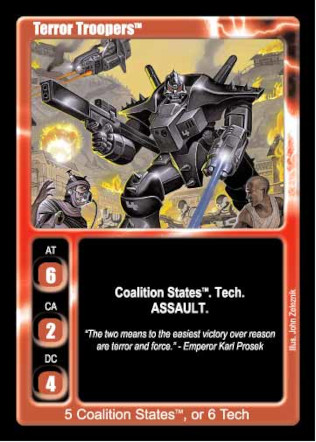 Terror Troopers™
AT
6
CA
2
DC
4
Coalition States™. Tech.
ASSAULT.
"The two means to the easiest victory over reason
are terror and force." - Emperor Karl Prosek
Illus. John Zeleznik
5 Coalition States™, or 6 Tech